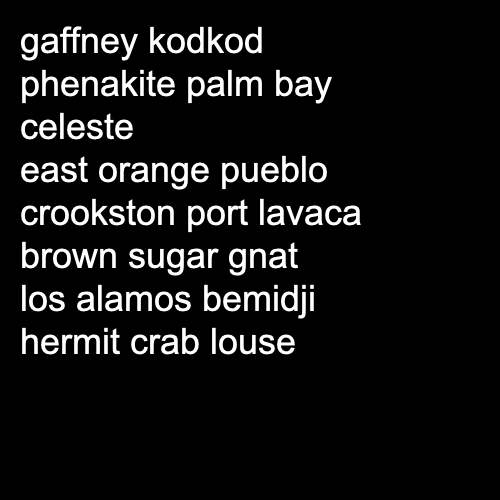 gaffney kodkod
phenakite palm bay
celeste
east orange pueblo
crookston port lavaca
brown sugar gnat
los alamos bemidji
hermit crab louse